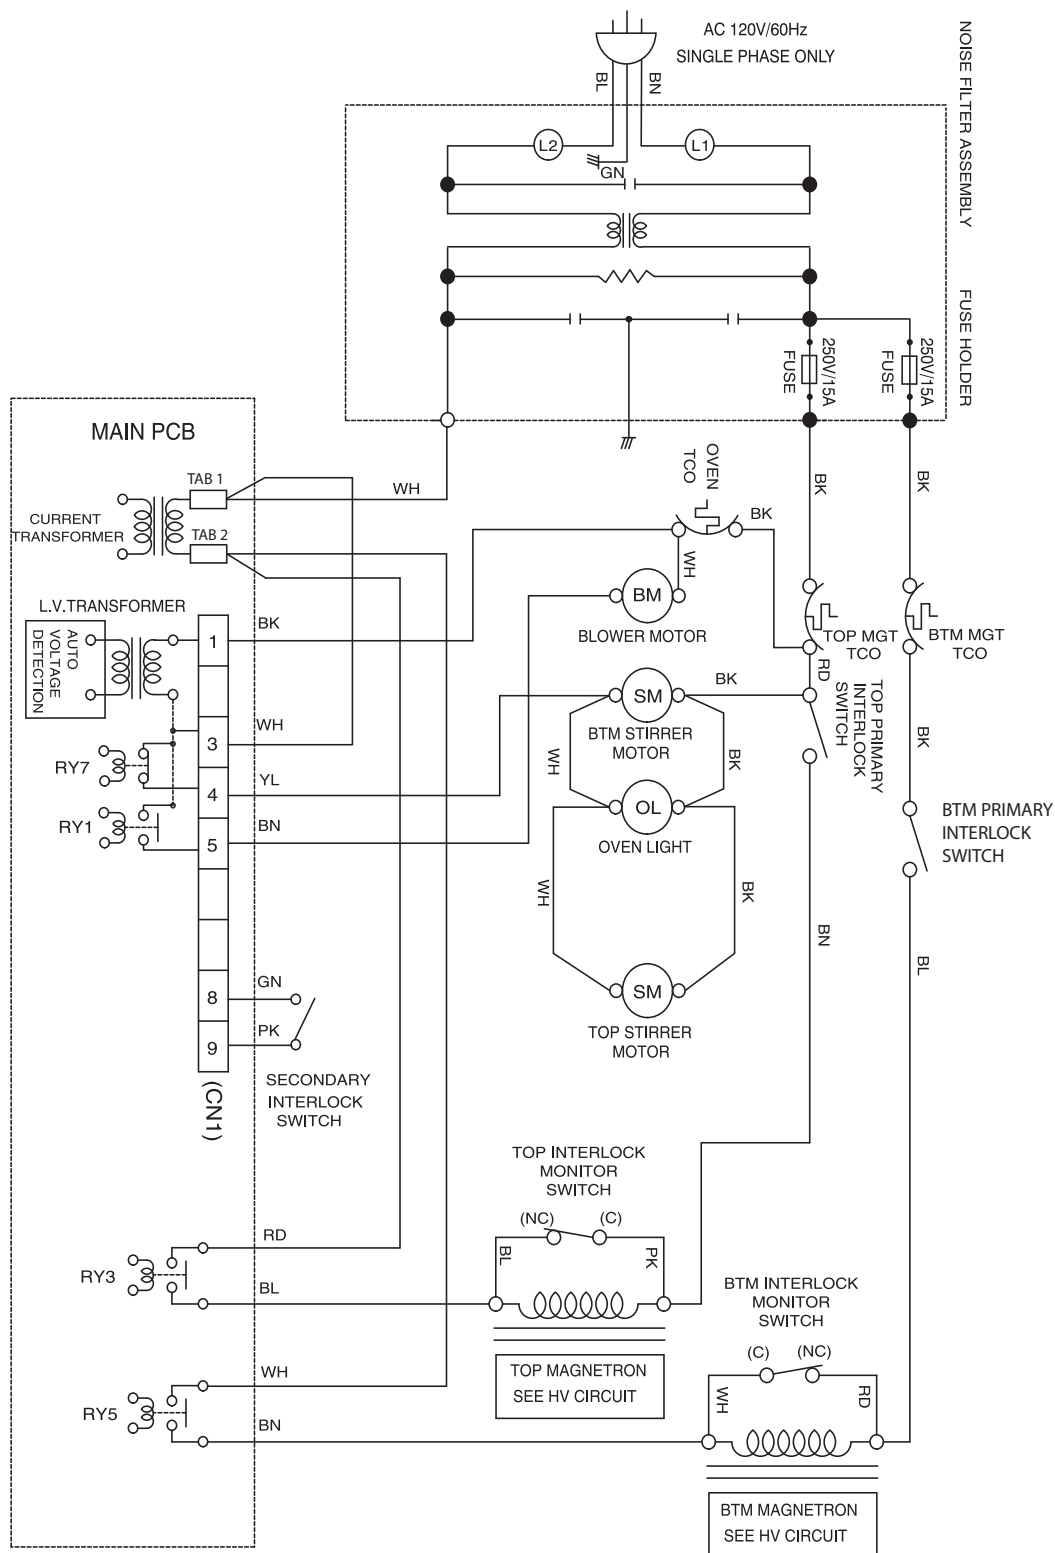 AC 120V/60Hz
SINGLE PHASE ONLY
BL
BN
NOISE FILTER ASSEMBLY
L2
L1
GN
FUSE HOLDER
250V/15A
FUSE
250V/15A
FUSE
MAIN PCB
TAB 1
WH
CURRENT
TRANSFORMER
TAB 2
OVEN
TCO
BK
BK
BK
WH
L.V.TRANSFORMER
AUTO
VOLTAGE
DETECTION
1
BK
BM
BLOWER MOTOR
TOP MGT
TCO
BTM MGT
TCO
RD
TOP PRIMARY
INTERLOCK
SWITCH
3
WH
SM
BK
BTM STIRRER
MOTOR
RY7
4
YL
WH
BK
BK
RY1
5
BN
OL
OVEN LIGHT
BTM PRIMARY
INTERLOCK
SWITCH
WH
BK
BN
BL
8
GN
9
PK
SM
TOP STIRRER
MOTOR
SECONDARY
INTERLOCK
SWITCH
(CN1)
TOP INTERLOCK
MONITOR
SWITCH
(NC)
(C)
BL
PK
RY3
RD
BL
BTM INTERLOCK
MONITOR
SWITCH
(C)
(NC)
TOP MAGNETRON
SEE HV CIRCUIT
WH
RD
RY5
WH
BN
BTM MAGNETRON
SEE HV CIRCUIT